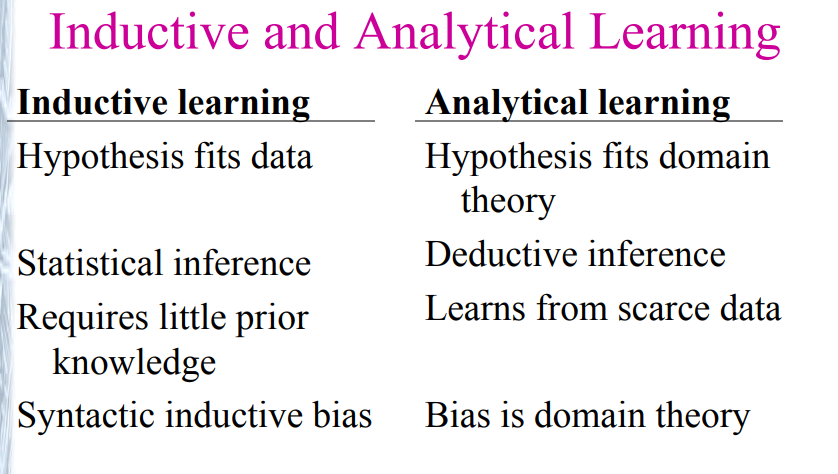 Inductive and Analytical Learning
Inductive learning
Hypothesis fits data
Statistical inference
Requires little prior
knowledge
Syntactic inductive bias
Analytical learning
Hypothesis fits domain
theory
Deductive inference
Learns from scarce data
Bias is domain theory